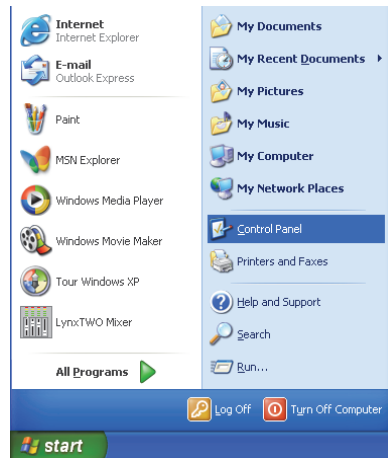 Internet
Internet Explorer
E-mail
Outlook Express
Paint
MSN Explorer
Windows Media Player
Windows Movie Maker
Tour Windows XP
LynxTWO Mixer
All Programs
My Documents
My Recent Documents
My Pictures
My Music
My Computer
My Network Places
Control Panel
Printers and Faxes
Help and Support
Search
Run...
Log Off
Turn Off Computer
start